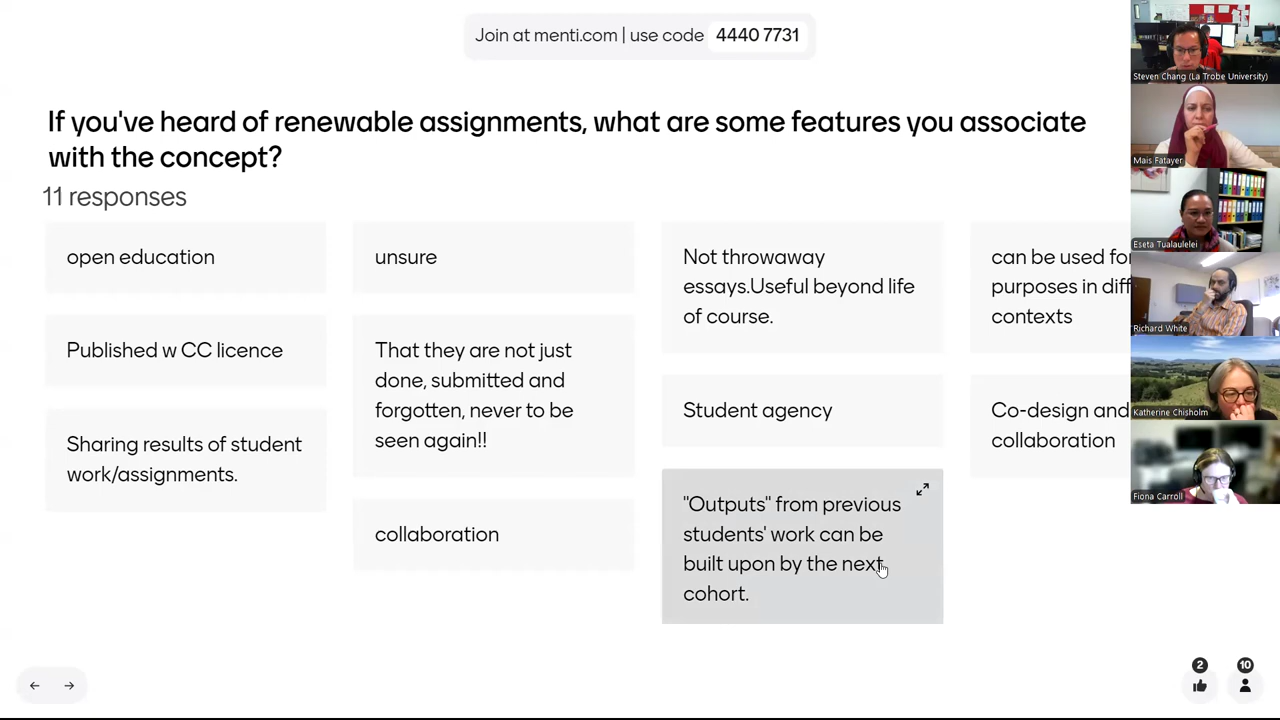 Join at menti.com | use code 4440 7731
If you've heard of renewable assignments, what are some features you associate
with the concept?
11 responses
open education
Published w CC licence
Sharing results of student
work/assignments.
unsure
That they are not just
done, submitted and
forgotten, never to be
seen again!!
collaboration
Not throwaway
essays.Useful beyond life
of course.
Student agency
"Outputs" from previous
students' work can be
built upon by the next
cohort.
can be used for
purposes in
contexts
Co-design and
collaboration
Steven Chang (La Trobe University)
Mais Fatayer
Eseta Tualaulelei
Richard White
Katherine Chisholm
Fiona Carroll
2
10